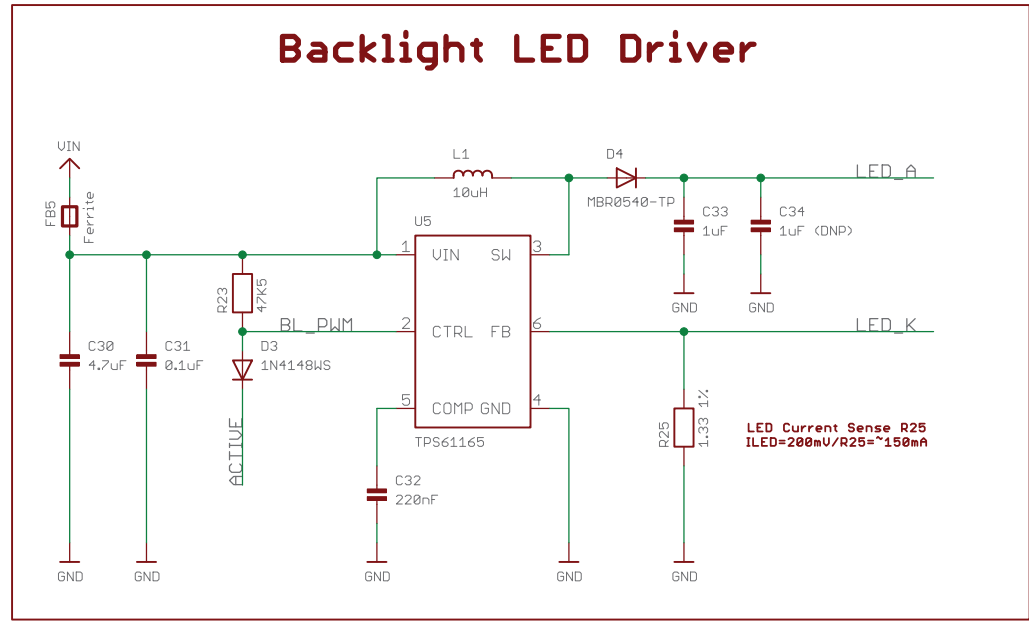 Backlight LED Driver
VIN
FB5
Ferrite
L1
10uH
D4
MBR0540-TP
LED_A
C33
1uF
C34
1uF (DNP)
GND
GND
U5
1
VIN
SW
3
2
CTRL
FB
6
5
COMP
GND
4
TPS61165
R23
47K5
BL_PWM
LED_K
D3
1N4148WS
ACTIVE
C30
4.7uF
C31
0.1uF
C32
220nF
R25
1.33 1%
LED Current Sense R25
ILED=200mV/R25=~150mA
GND
GND
GND
GND
GND